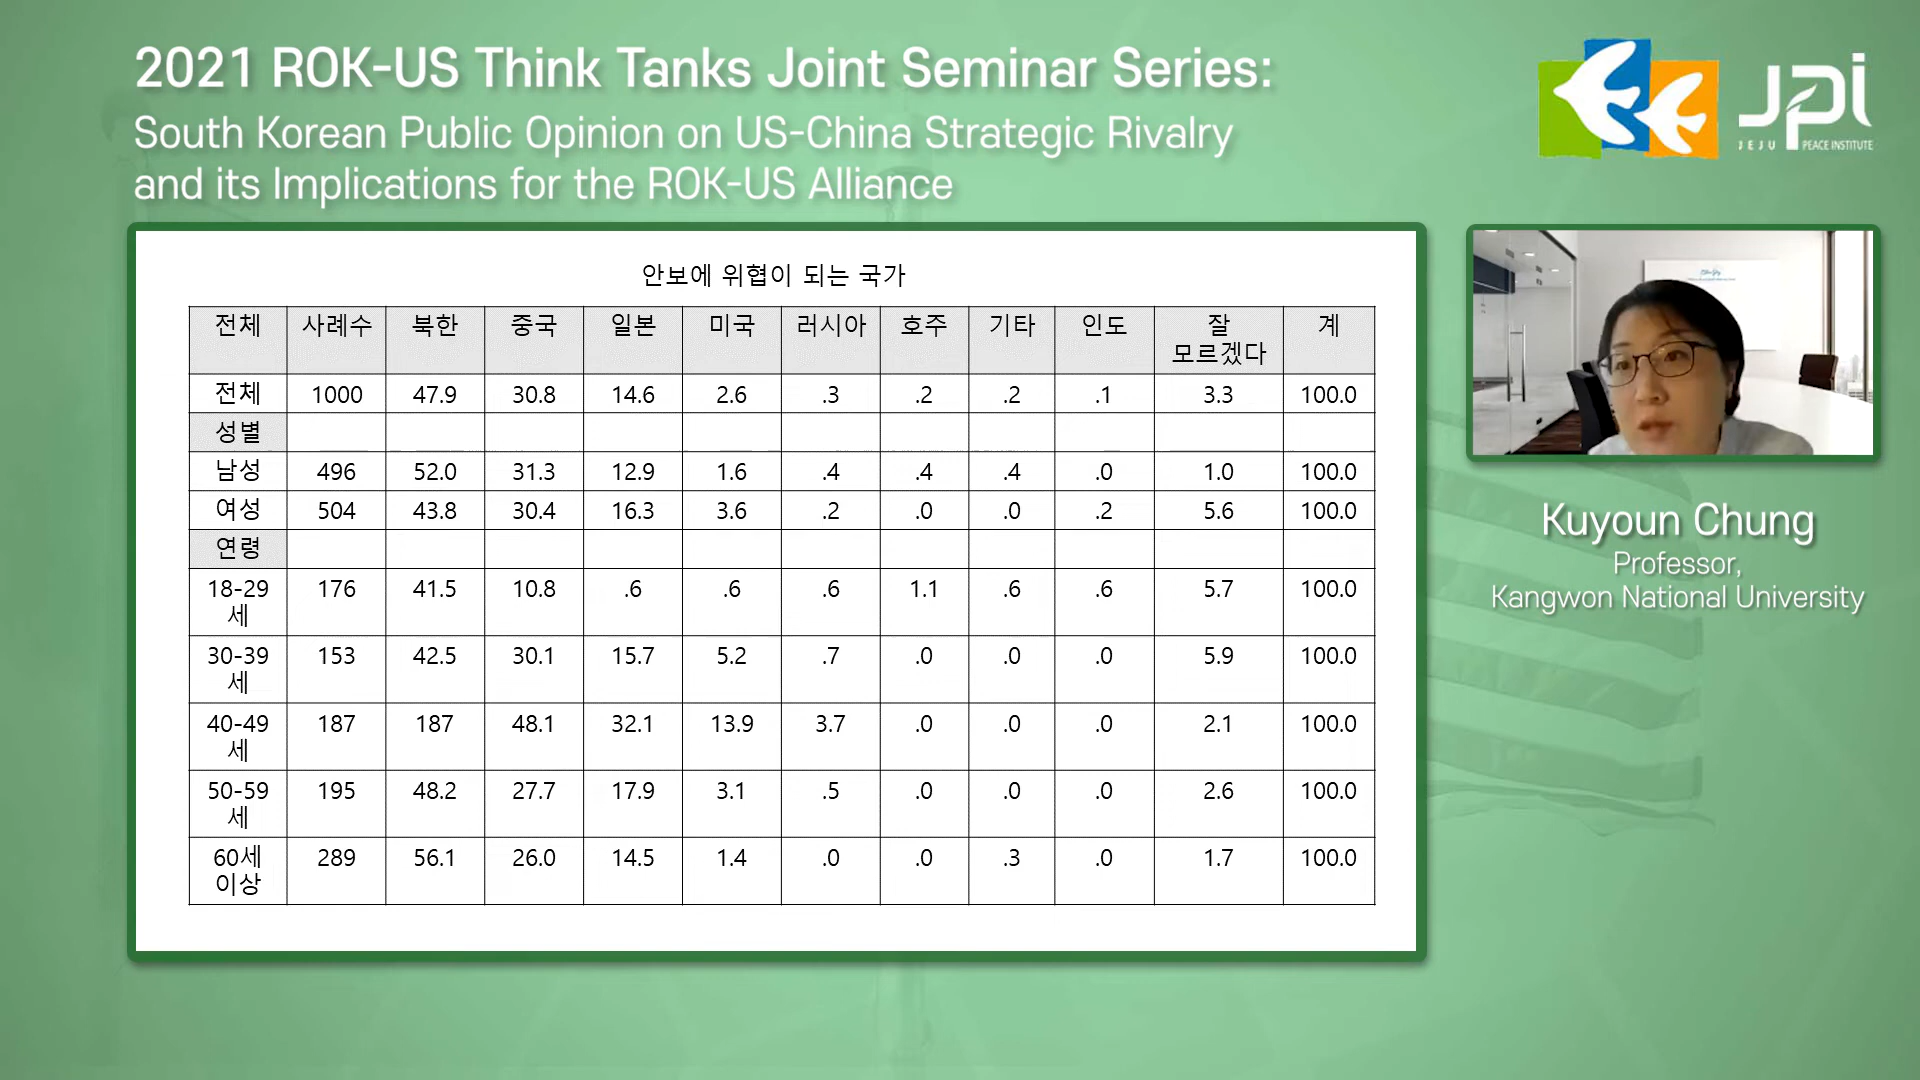 2021 ROK-US Think Tanks Joint Seminar Series:
South Korean Public Opinion on US-China Strategic Rivalry
and its Implications for the ROK-US Alliance
JPI
JEJU PEACE INSTITUTE
안보에 위협이 되는 국가
전체 사례수 북한 중국 일본 미국 러시아 호주 기타 인도 잘 모르겠다 계
전체 1000 47.9 30.8 14.6 2.6 .3 .2 .2 .1 3.3 100.0
성별
남성 496 52.0 31.3 12.9 1.6 .4 .4 .4 .0 1.0 100.0
여성 504 43.8 30.4 16.3 3.6 .2 .0 .0 .2 5.6 100.0
연령
18-29세 176 41.5 10.8 .6 .6 .6 1.1 .6 .6 5.7 100.0
30-39세 153 42.5 30.1 15.7 5.2 .7 .0 .0 .0 5.9 100.0
40-49세 187 187 48.1 32.1 13.9 3.7 .0 .0 .0 2.1 100.0
50-59세 195 48.2 27.7 17.9 3.1 .5 .0 .0 .0 2.6 100.0
60세 이상 289 56.1 26.0 14.5 1.4 .0 .0 .3 .0 1.7 100.0
Kuyoun Chung
Professor,
Kangwon National University